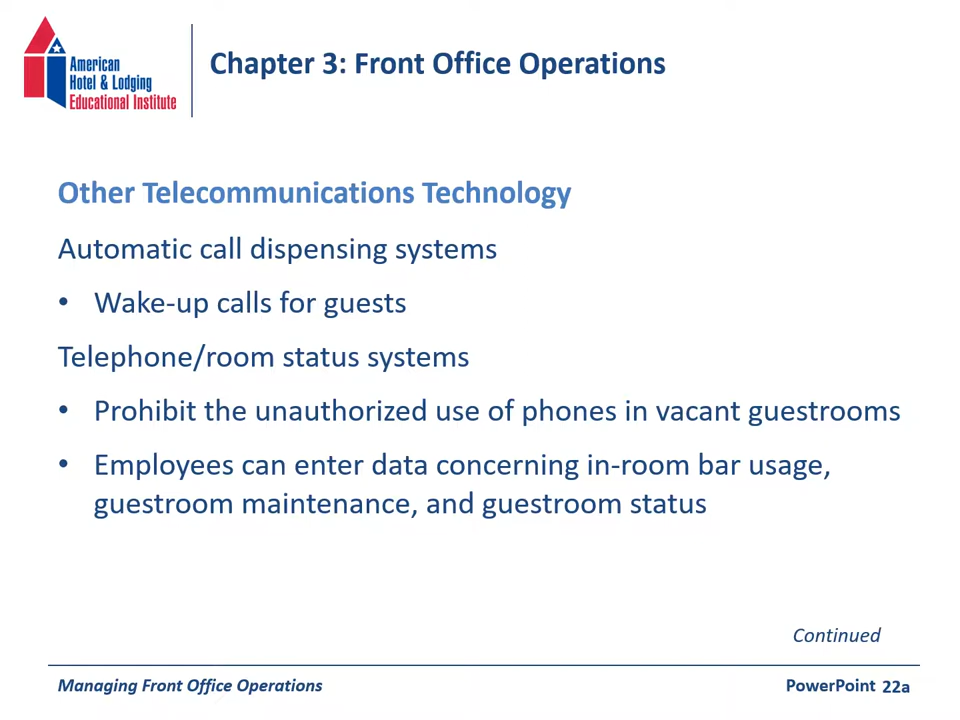 American
Hotel & Lodging
Educational Institute
Chapter 3: Front Office Operations
Other Telecommunications Technology
Automatic call dispensing systems
• Wake-up calls for guests
Telephone/room status systems
• Prohibit the unauthorized use of phones in vacant guestrooms
• Employees can enter data concerning in-room bar usage,
guestroom maintenance, and guestroom status
Continued
Managing Front Office Operations
PowerPoint 22a